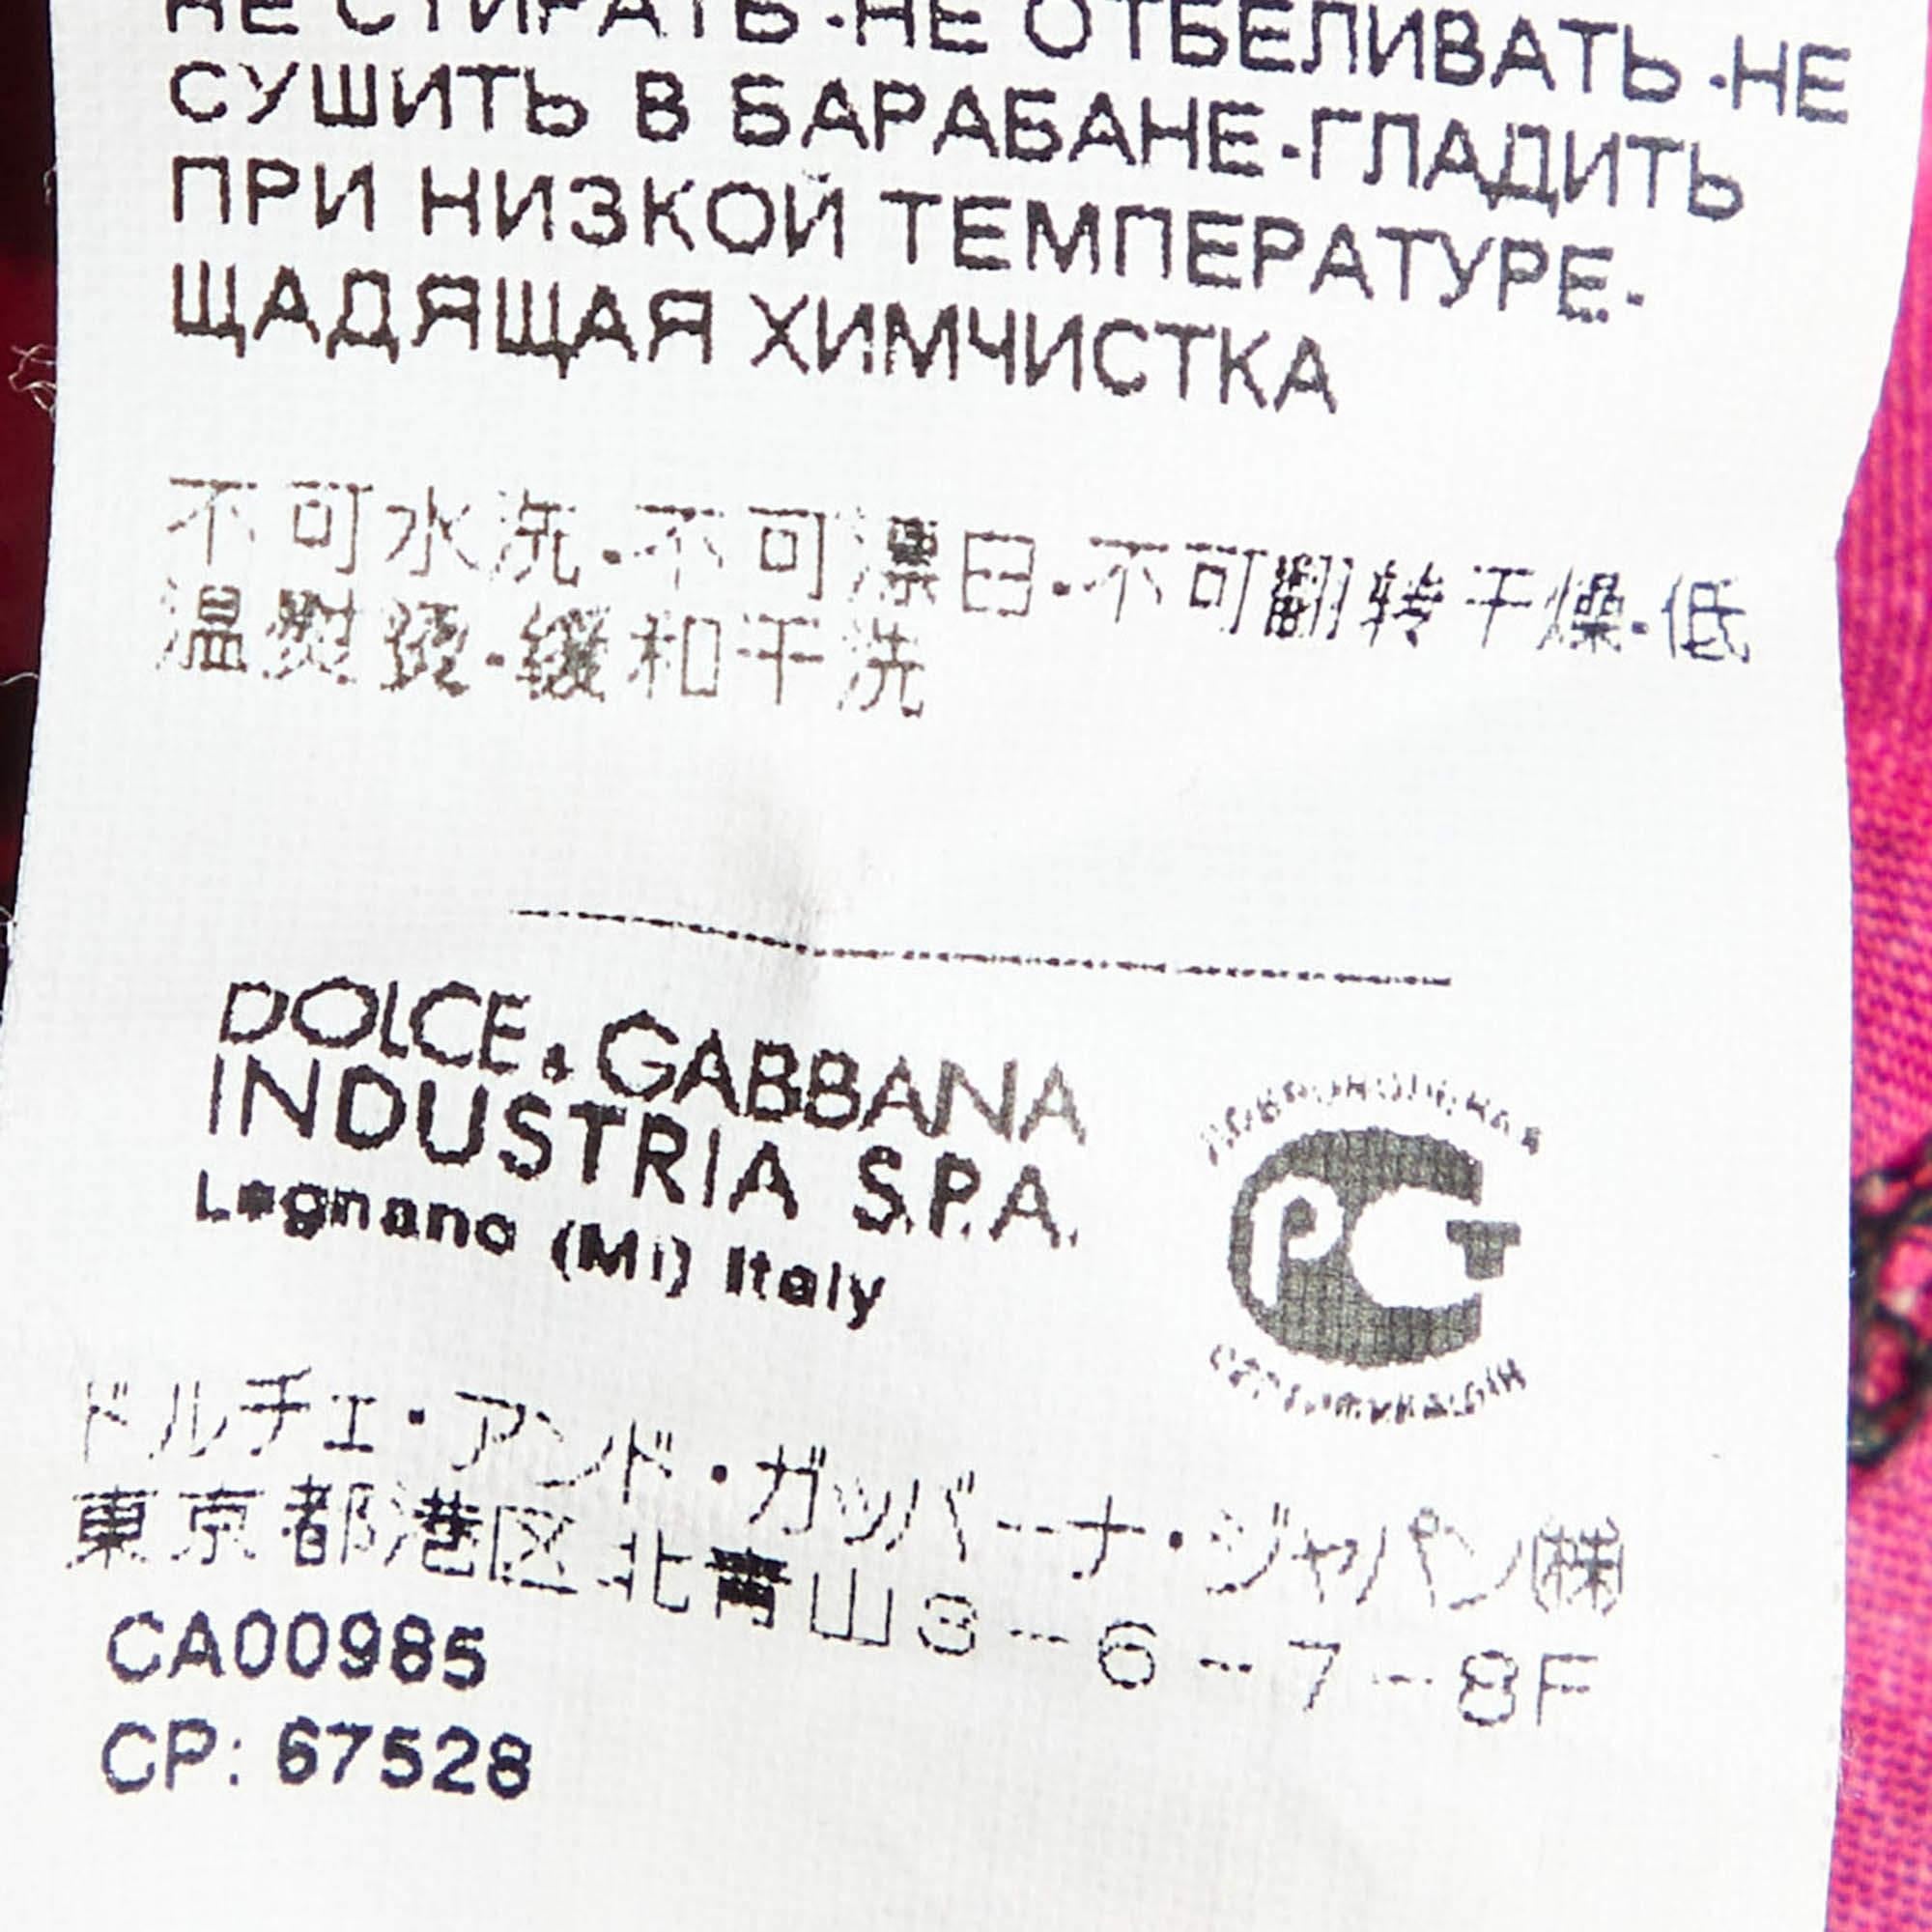 НЕ СТИРАТЬ·НЕ ОТБЕЛИВАТЬ·НЕ
СУШИТЬ В БАРАБАНЕ·ГЛАДИТЬ
ПРИ НИЗКОЙ ТЕМПЕРАТУРЕ·
ЩАДЯЩАЯ ХИМЧИСТКА
不可水洗·不可漂白·不可翻转干燥·低
温熨烫·缓和干洗
DOLCE & GABBANA
INDUSTRIA S.P.A.
Legnano (Mi) Italy
ДОБРОВОЛЬНАЯ
РСТ
СЕРТИФИКАЦИЯ
ドルチェ・アンド・ガッバーナ・ジャパン㈱
東京都港区北青山3-6-7-8F
CA00985
CP: 67528